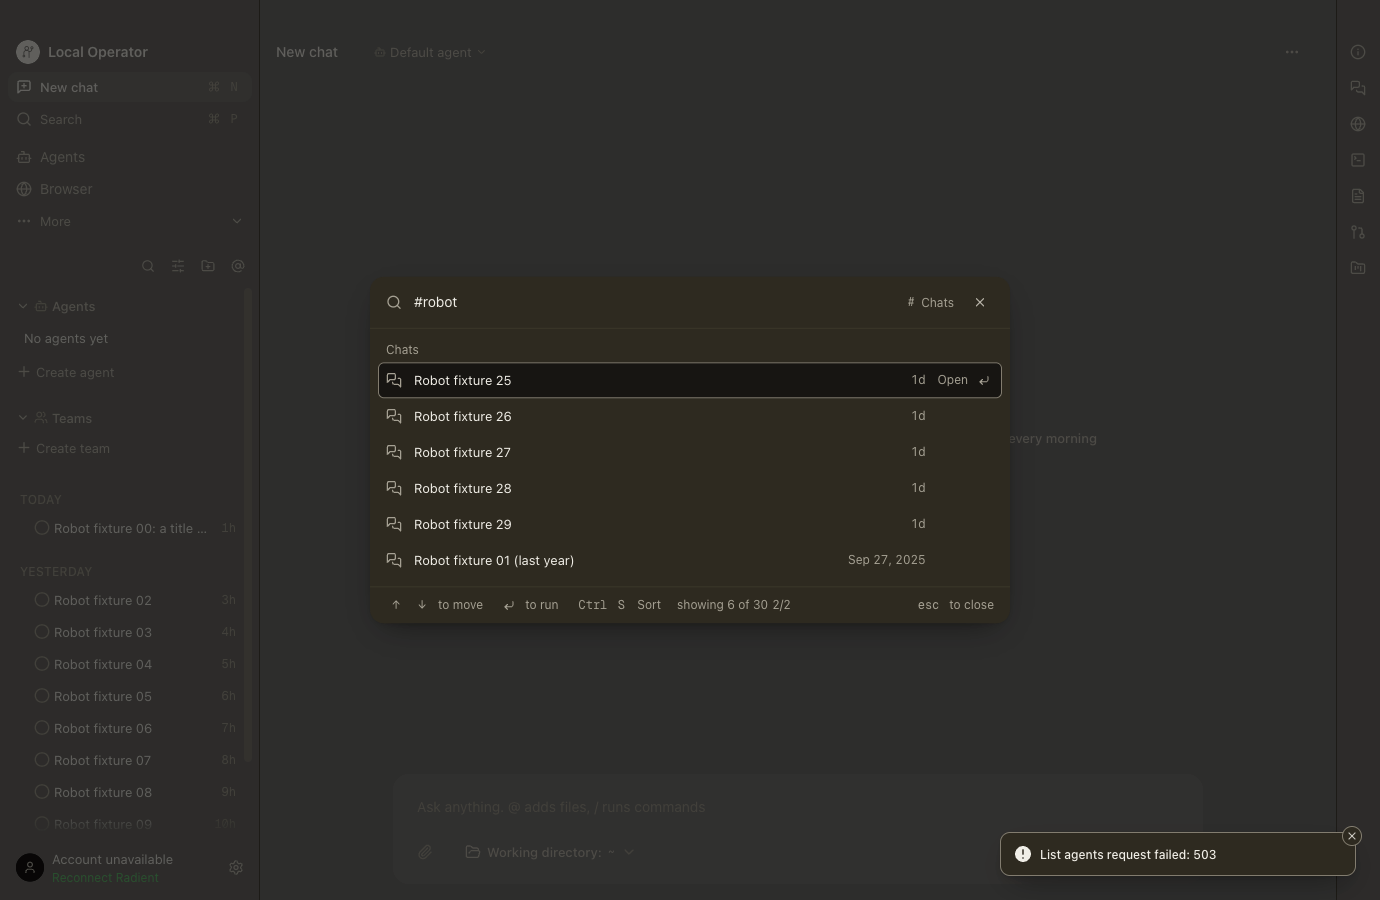 Local Operator
New chat ⌘ N
Search ⌘ P
Agents
Browser
More
Agents
No agents yet
Create agent
Teams
Create team
TODAY
Robot fixture 00: a title ... 1h
YESTERDAY
Robot fixture 02 3h
Robot fixture 03 4h
Robot fixture 04 5h
Robot fixture 05 6h
Robot fixture 06 7h
Robot fixture 07 8h
Robot fixture 08 9h
Robot fixture 09 10h
Account unavailable
Reconnect Radient
New chat Default agent
#robot # Chats
Chats
Robot fixture 25 1d Open
Robot fixture 26 1d
Robot fixture 27 1d
Robot fixture 28 1d
Robot fixture 29 1d
Robot fixture 01 (last year) Sep 27, 2025
↑ ↓ to move ↵ to run Ctrl S Sort showing 6 of 30 2/2 esc to close
every morning
Ask anything. @ adds files, / runs commands
Working directory: -
List agents request failed: 503